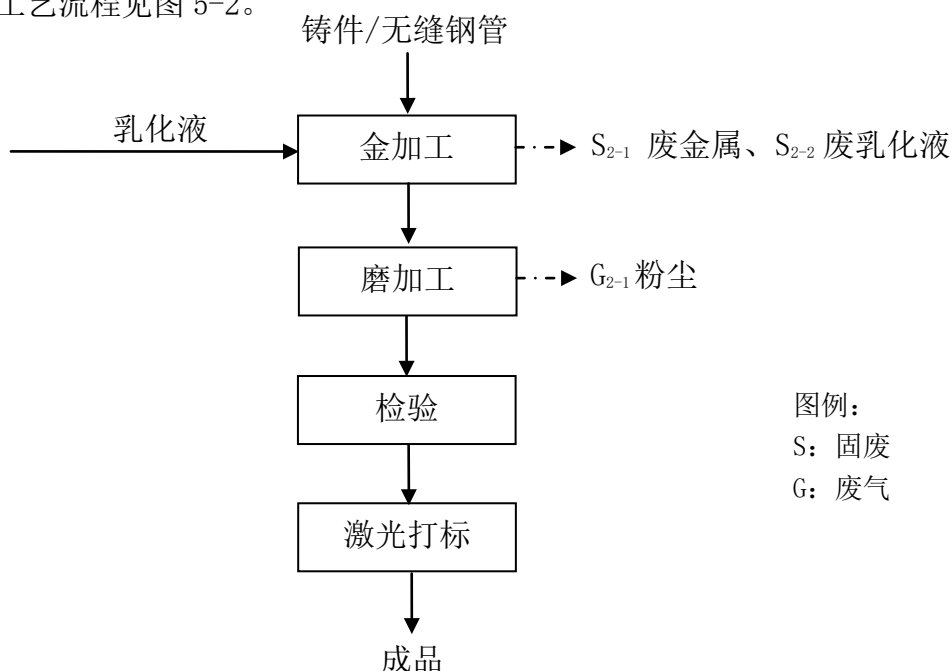 工艺流程见图 5-2。
铸件/无缝钢管
乳化液
金加工
S2-1 废金属、S2-2 废乳化液
磨加工
G2-1 粉尘
检验
图例：
S：固废
G：废气
激光打标
成品